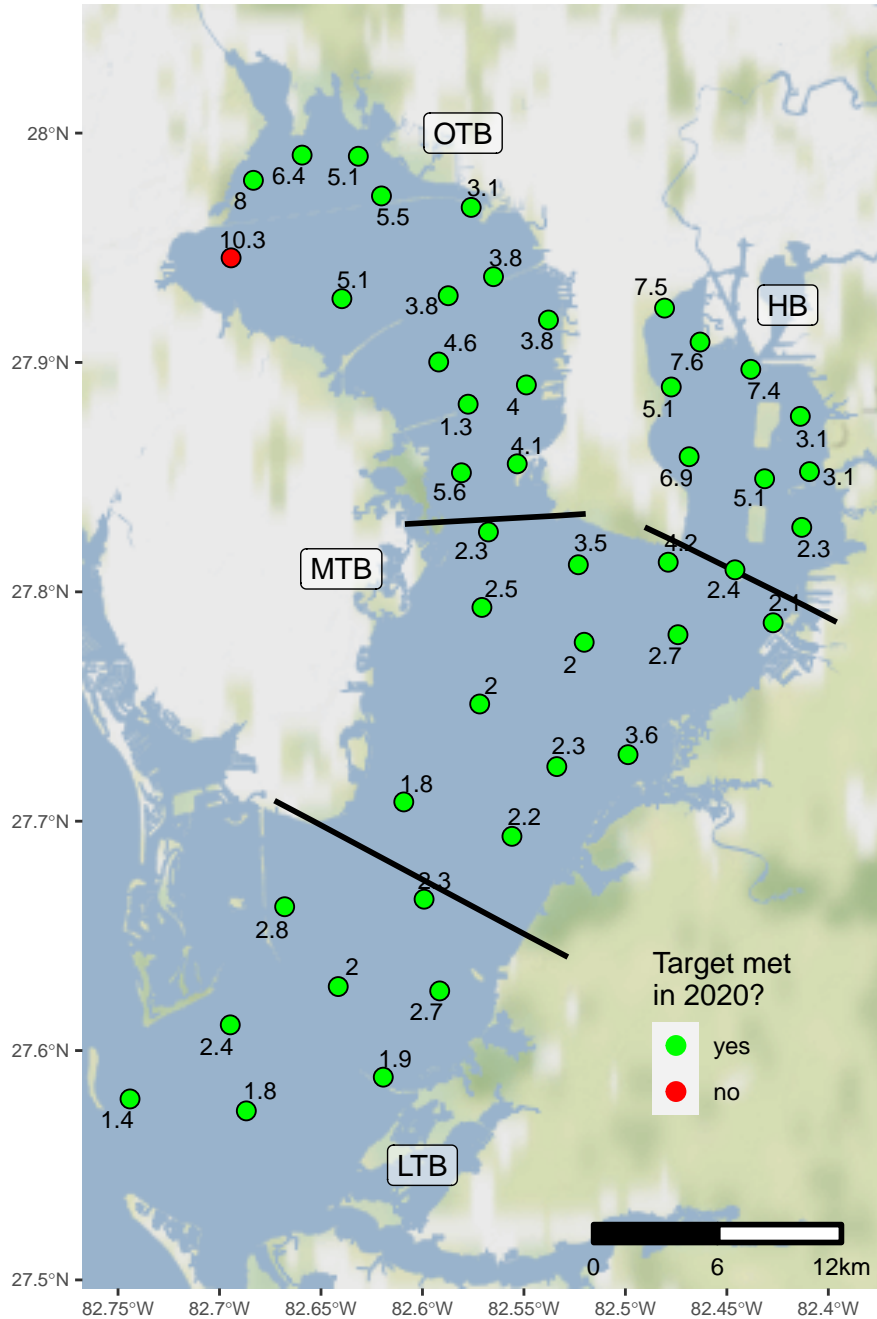 OTB
28°N
6.4
5.1
8
5.5
3.1
10.3
3.8
5.1
3.8
3.8
7.5
HB
7.6
27.9°N
4.6
4
5.1
7.4
1.3
3.1
4.1
5.6
6.9
5.1
3.1
2.3
2.3
3.5
4.2
MTB
2.4
27.8°N
2.5
2.1
2
2.7
2
2.3
3.6
1.8
27.7°N
2.2
2.3
2.8
2
2.7
Target met
in 2020?
27.6°N
2.4
yes
1.9
no
1.4
1.8
LTB
0 6 12km
27.5°N
82.75°W 82.7°W 82.65°W 82.6°W 82.55°W 82.5°W 82.45°W 82.4°W